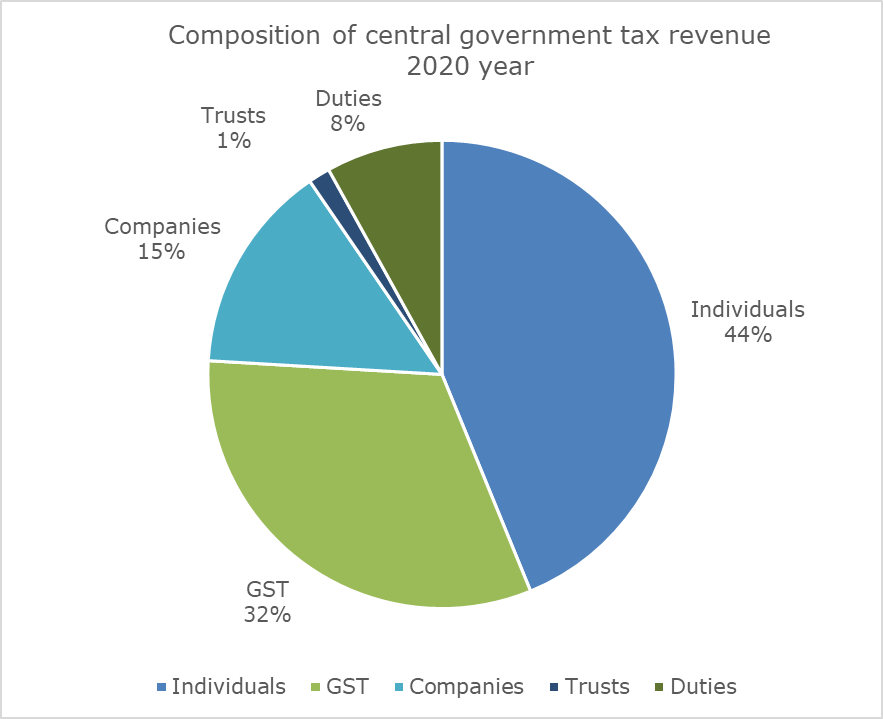 Composition of central government tax revenue
2020 year
Duties
8%
Trusts
1%
Companies
15%
Individuals
44%
GST
32%
Individuals GST Companies Trusts Duties